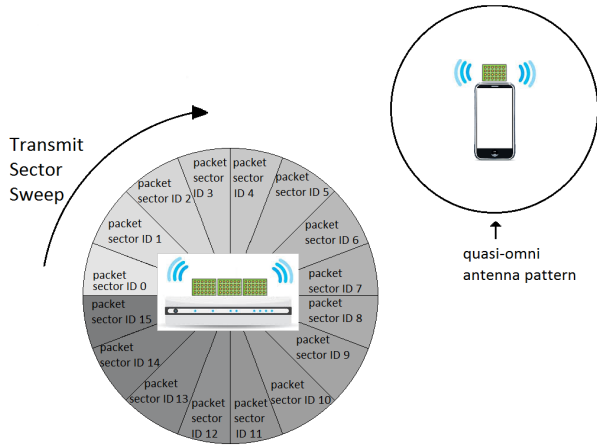 Transmit
Sector
Sweep
packet
sector ID 0
packet
sector ID 1
packet
sector ID 2
packet
sector
ID 3
packet
sector
ID 4
packet
sector ID 5
packet
sector ID 6
packet
sector ID 7
packet
sector ID 8
packet
sector ID 9
packet
sector ID 10
packet
sector
ID 11
packet
sector
ID 12
packet
sector ID 13
packet
sector ID 14
packet
sector ID 15
quasi-omni
antenna pattern